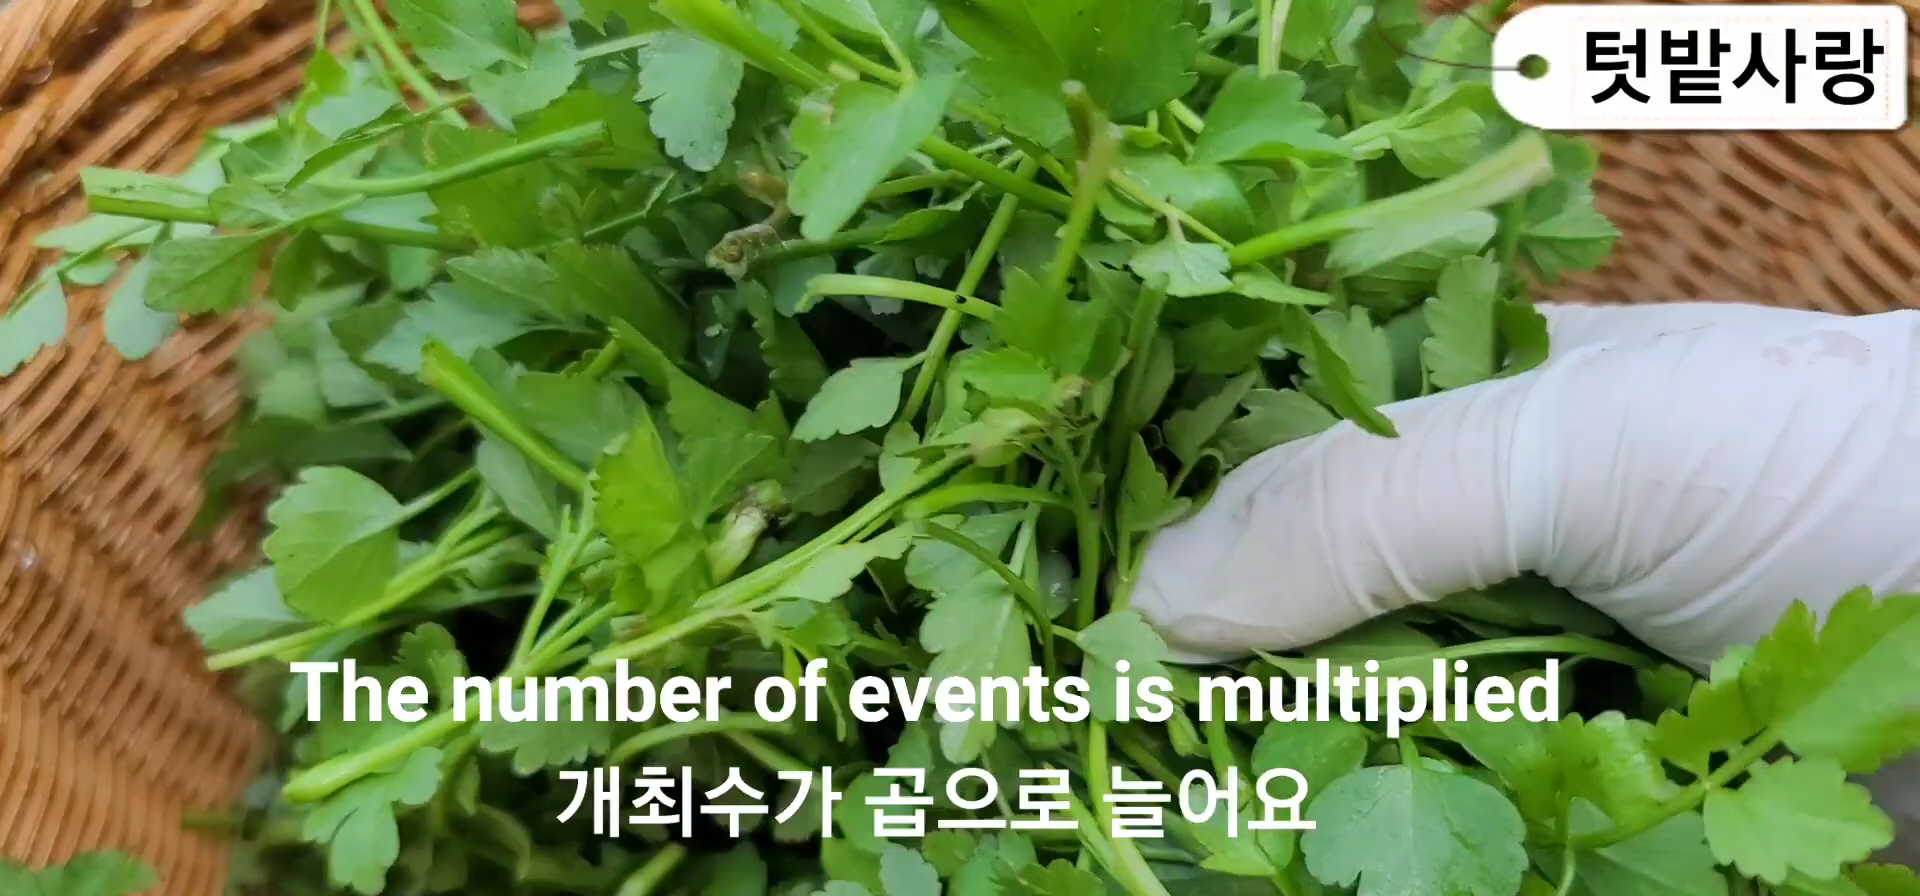 텃밭사랑
The number of events is multiplied
개최수가 곱으로 늘어요